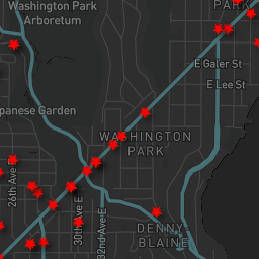 Washington Park
Arboretum
PARK
E Galer St
E Lee St
panese Garden
WASHINGTON
PARK
26th Ave E
30th Ave E
32nd Ave E
DENNY-
BLAINE